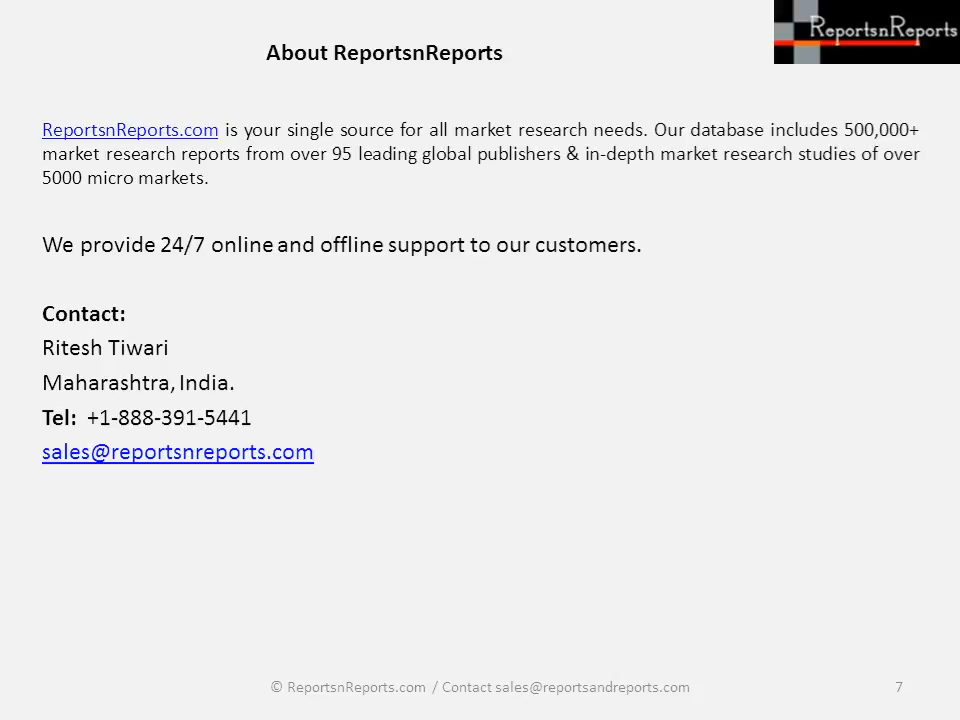 About ReportsnReports
ReportsnReports
ReportsnReports.com is your single source for all market research needs. Our database includes 500,000+
market research reports from over 95 leading global publishers & in-depth market research studies of over
5000 micro markets.
We provide 24/7 online and offline support to our customers.
Contact:
Ritesh Tiwari
Maharashtra, India.
Tel: +1-888-391-5441
sales@reportsnreports.com
© ReportsnReports.com / Contact sales@reportsandreports.com
7